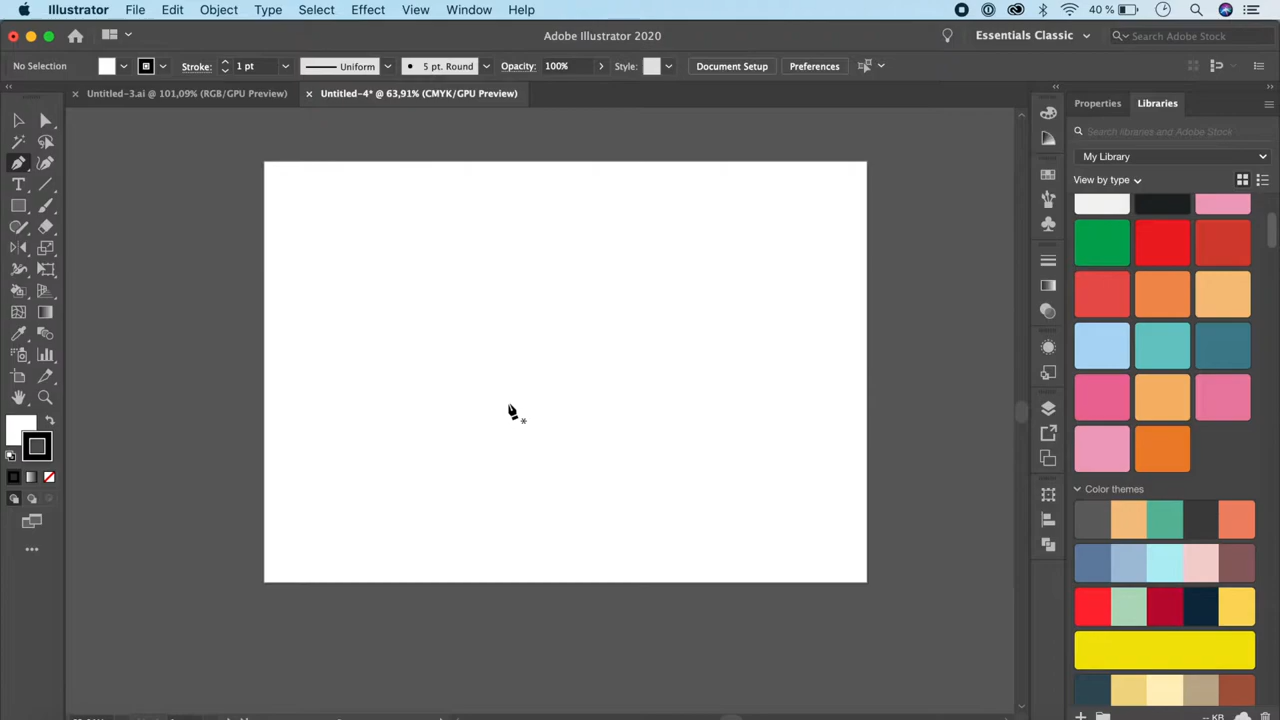 Illustrator File Edit Object Type Select Effect View Window Help 40 %
Adobe Illustrator 2020 Essentials Classic Search Adobe Stock
No Selection Stroke: 1 pt Uniform 5 pt. Round Opacity: 100% Style: Document Setup Preferences
Untitled-3.ai @ 101,09% (RGB/GPU Preview) Untitled-4* @ 63,91% (CMYK/GPU Preview)
Properties Libraries
Search libraries and Adobe Stock
My Library
View by type
Color themes
-- KB